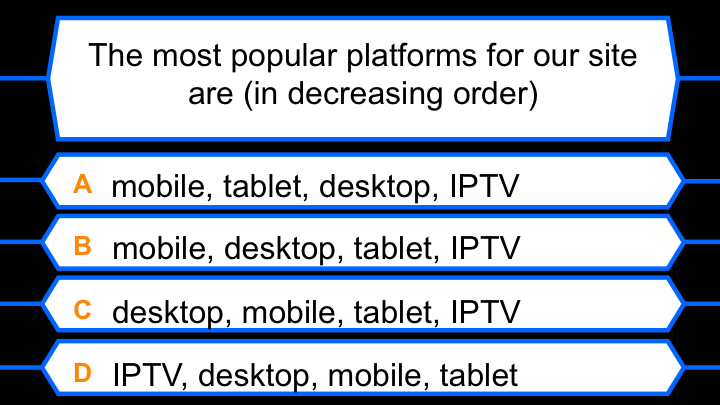 The most popular platforms for our site
are (in decreasing order)
A mobile, tablet, desktop, IPTV
B mobile, desktop, tablet, IPTV
C desktop, mobile, tablet, IPTV
D IPTV, desktop, mobile, tablet